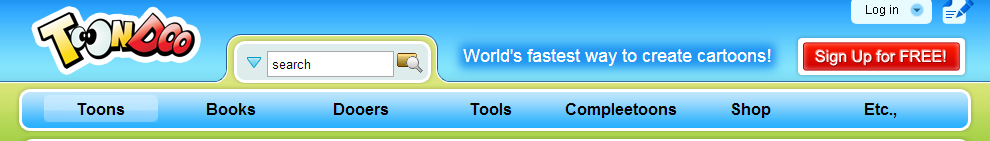 Log in
TOONDOO
search
World's fastest way to create cartoons!
Sign Up for FREE!
Toons Books Dooers Tools Compleetoons Shop Etc.,